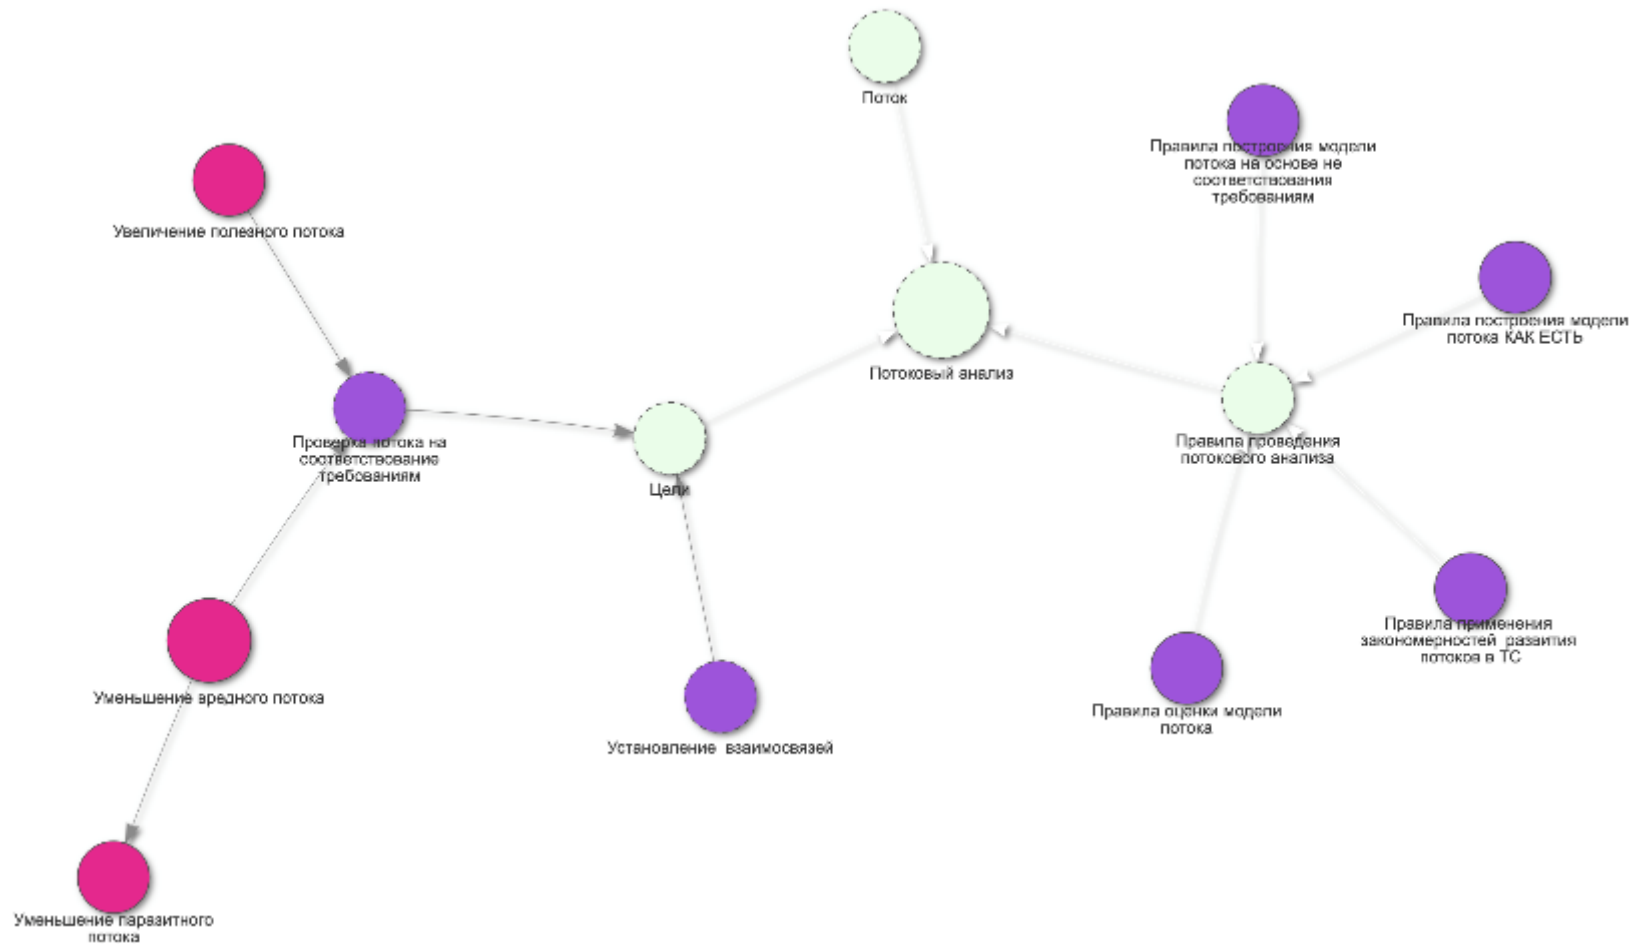 Поток
Правила построения модели
потока на основе не
соответствования
требованиям
Увеличение полезного потока
Правила построения модели
потока КАК ЕСТЬ
Потоковый анализ
Проверка потока на
соответствование
требованиям
Цели
Правила проведения
потокового анализа
Правила применения
закономерностей развития
потоков в ТС
Уменьшение вредного потока
Правила оценки модели
потока
Установление взаимосвязей
Уменьшение паразитного
потока